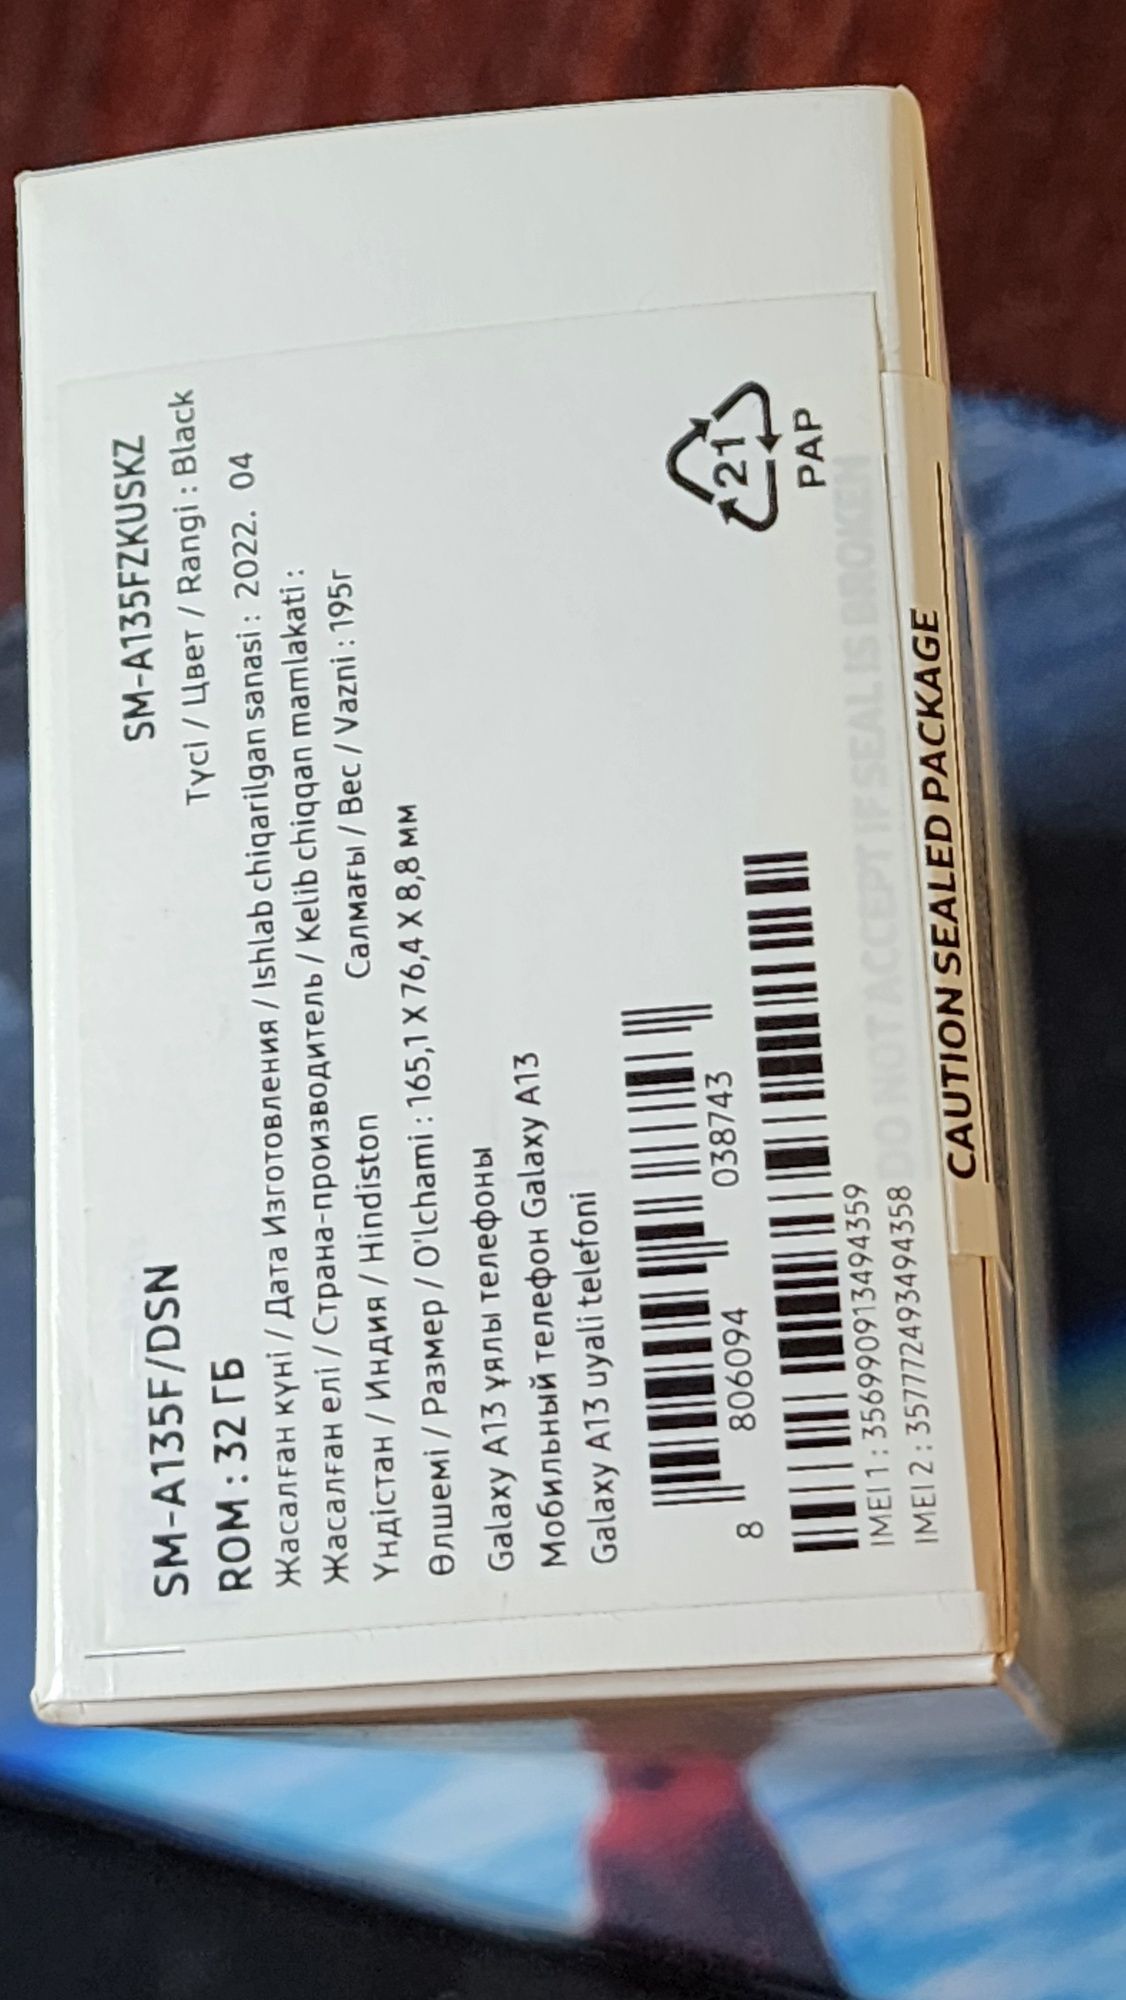 SM-A135F/DSN SM-A135FZKUSKZ
ROM : 32 ГБ Түсі / Цвет / Rangi : Black
Жасалған күні / Дата Изготовления / Ishlab chiqarilgan sanasi : 2022. 04
Жасалған елі / Страна-производитель / Kelib chiqqan mamlakati :
Үндістан / Индия / Hindiston Салмағы / Вес / Vazni : 195г
Өлшемі / Размер / O'lchami : 165,1 X 76,4 X 8,8 мм
Galaxy A13 ұялы телефоны
Мобильный телефон Galaxy A13
Galaxy A13 uyali telefoni
21
PAP
8 806094 038743
IMEI 1 : 356990913494359
IMEI 2 : 357772493494358
DO NOT ACCEPT IF SEAL IS BROKEN
CAUTION SEALED PACKAGE